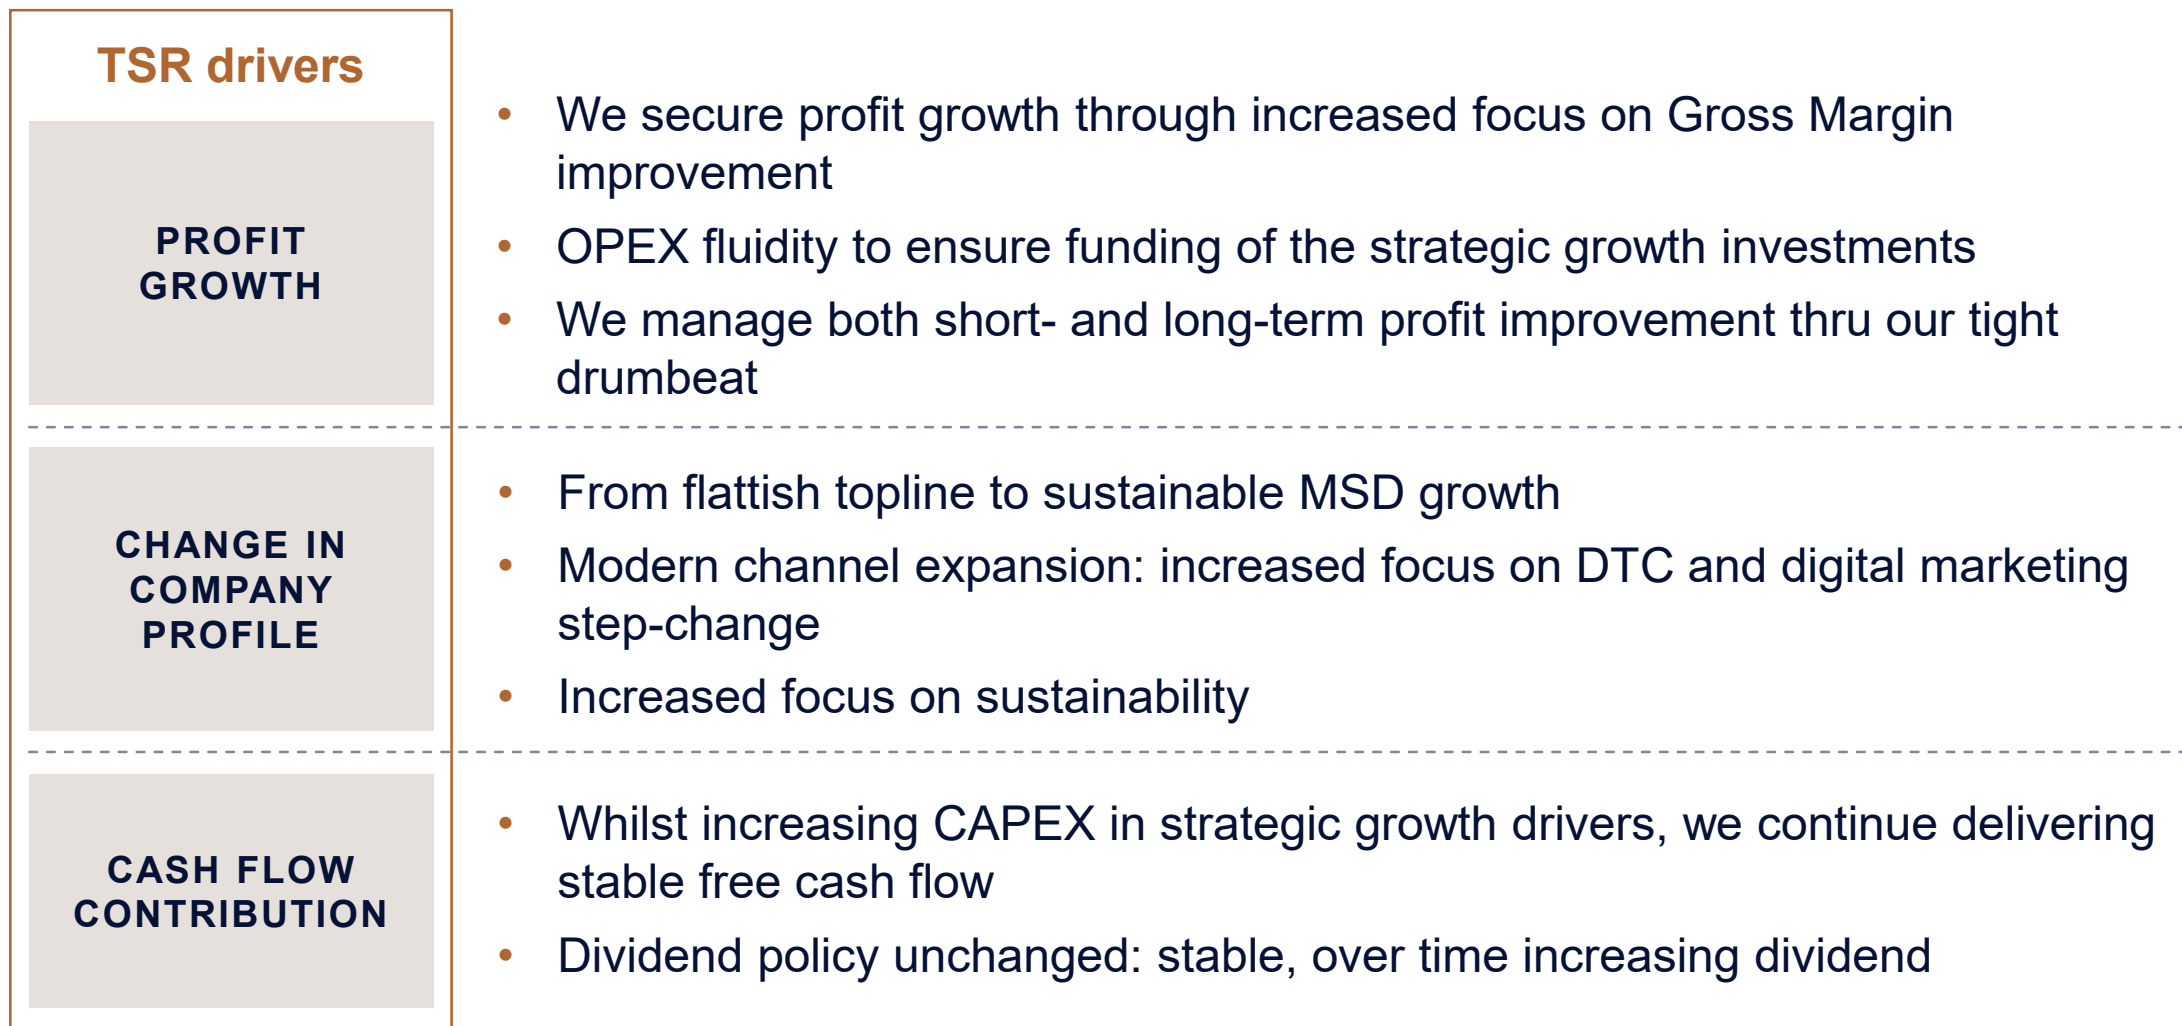 TSR drivers
PROFIT
GROWTH
• We secure profit growth through increased focus on Gross Margin
improvement
• OPEX fluidity to ensure funding of the strategic growth investments
• We manage both short- and long-term profit improvement thru our tight
drumbeat
CHANGE IN
COMPANY
PROFILE
• From flattish topline to sustainable MSD growth
• Modern channel expansion: increased focus on DTC and digital marketing
step-change
• Increased focus on sustainability
CASH FLOW
CONTRIBUTION
• Whilst increasing CAPEX in strategic growth drivers, we continue delivering
stable free cash flow
• Dividend policy unchanged: stable, over time increasing dividend